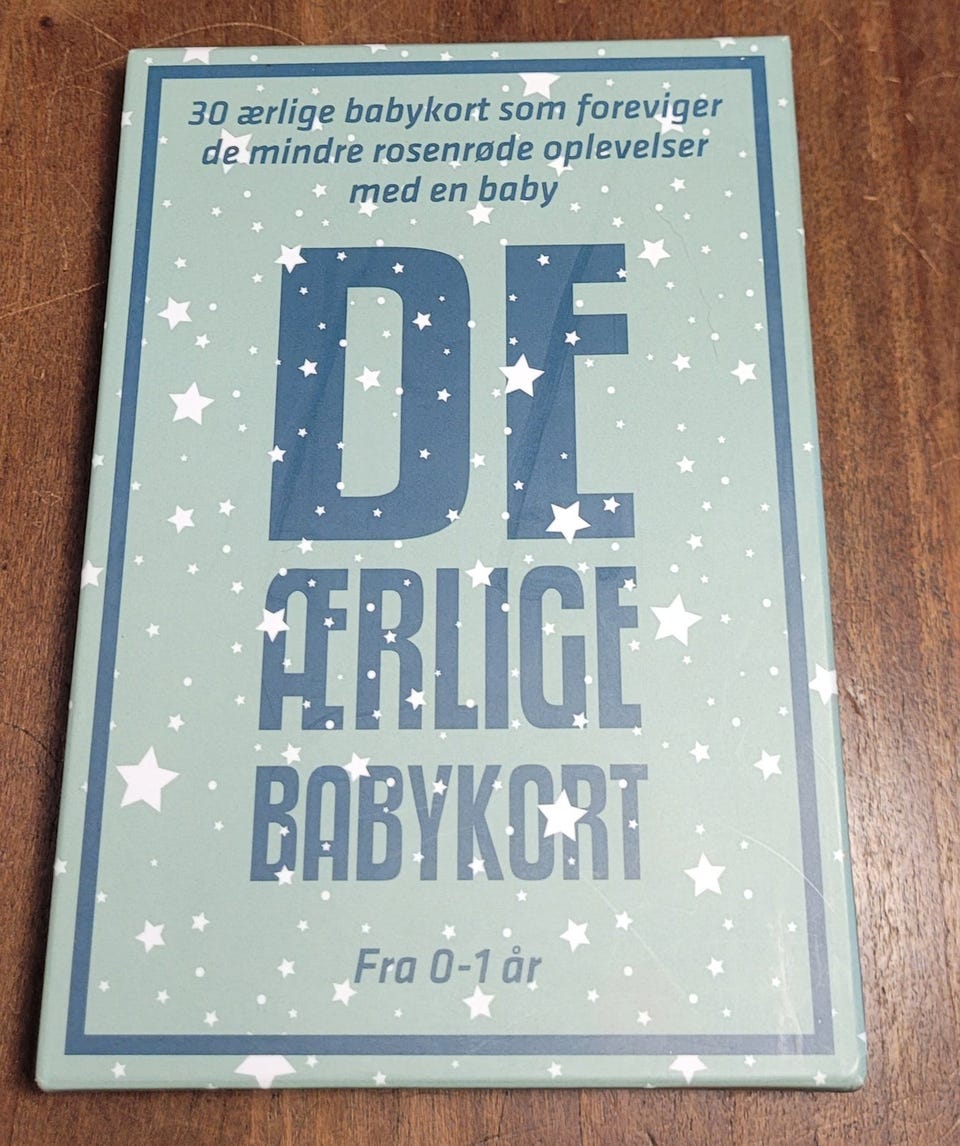 30 ærlige babykort som foreviger
de mindre rosenrøde oplevelser
med en baby
DE
ÆRLIGE
BABYKORT
Fra 0-1 år